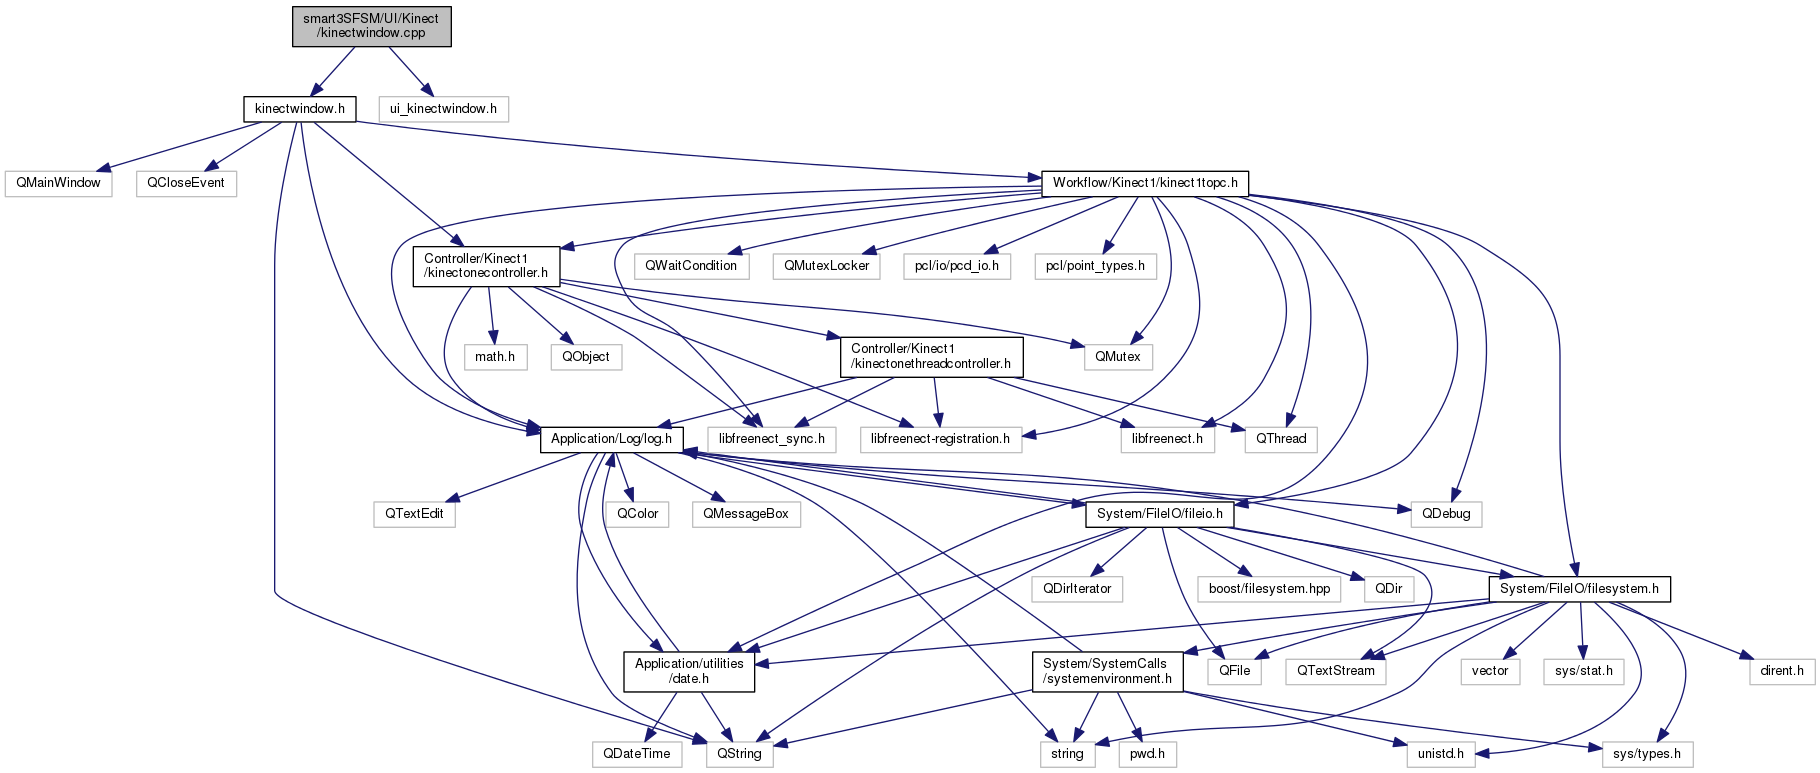 smart3SFSM/UI/Kinect
/kinectwindow.cpp
kinectwindow.h
ui_kinectwindow.h
QMainWindow
QCloseEvent
Workflow/Kinect1/kinect1topc.h
Controller/Kinect1
/kinectonecontroller.h
QWaitCondition
QMutexLocker
pcl/io/pcd_io.h
pcl/point_types.h
math.h
QObject
Controller/Kinect1
/kinectonethreadcontroller.h
QMutex
Application/Log/log.h
libfreenect_sync.h
libfreenect-registration.h
libfreenect.h
QThread
QTextEdit
QColor
QMessageBox
System/FileIO/fileio.h
QDebug
QDirIterator
boost/filesystem.hpp
QDir
System/FileIO/filesystem.h
Application/utilities
/date.h
System/SystemCalls
/systemenvironment.h
QFile
QTextStream
vector
sys/stat.h
dirent.h
QDateTime
QString
string
pwd.h
unistd.h
sys/types.h